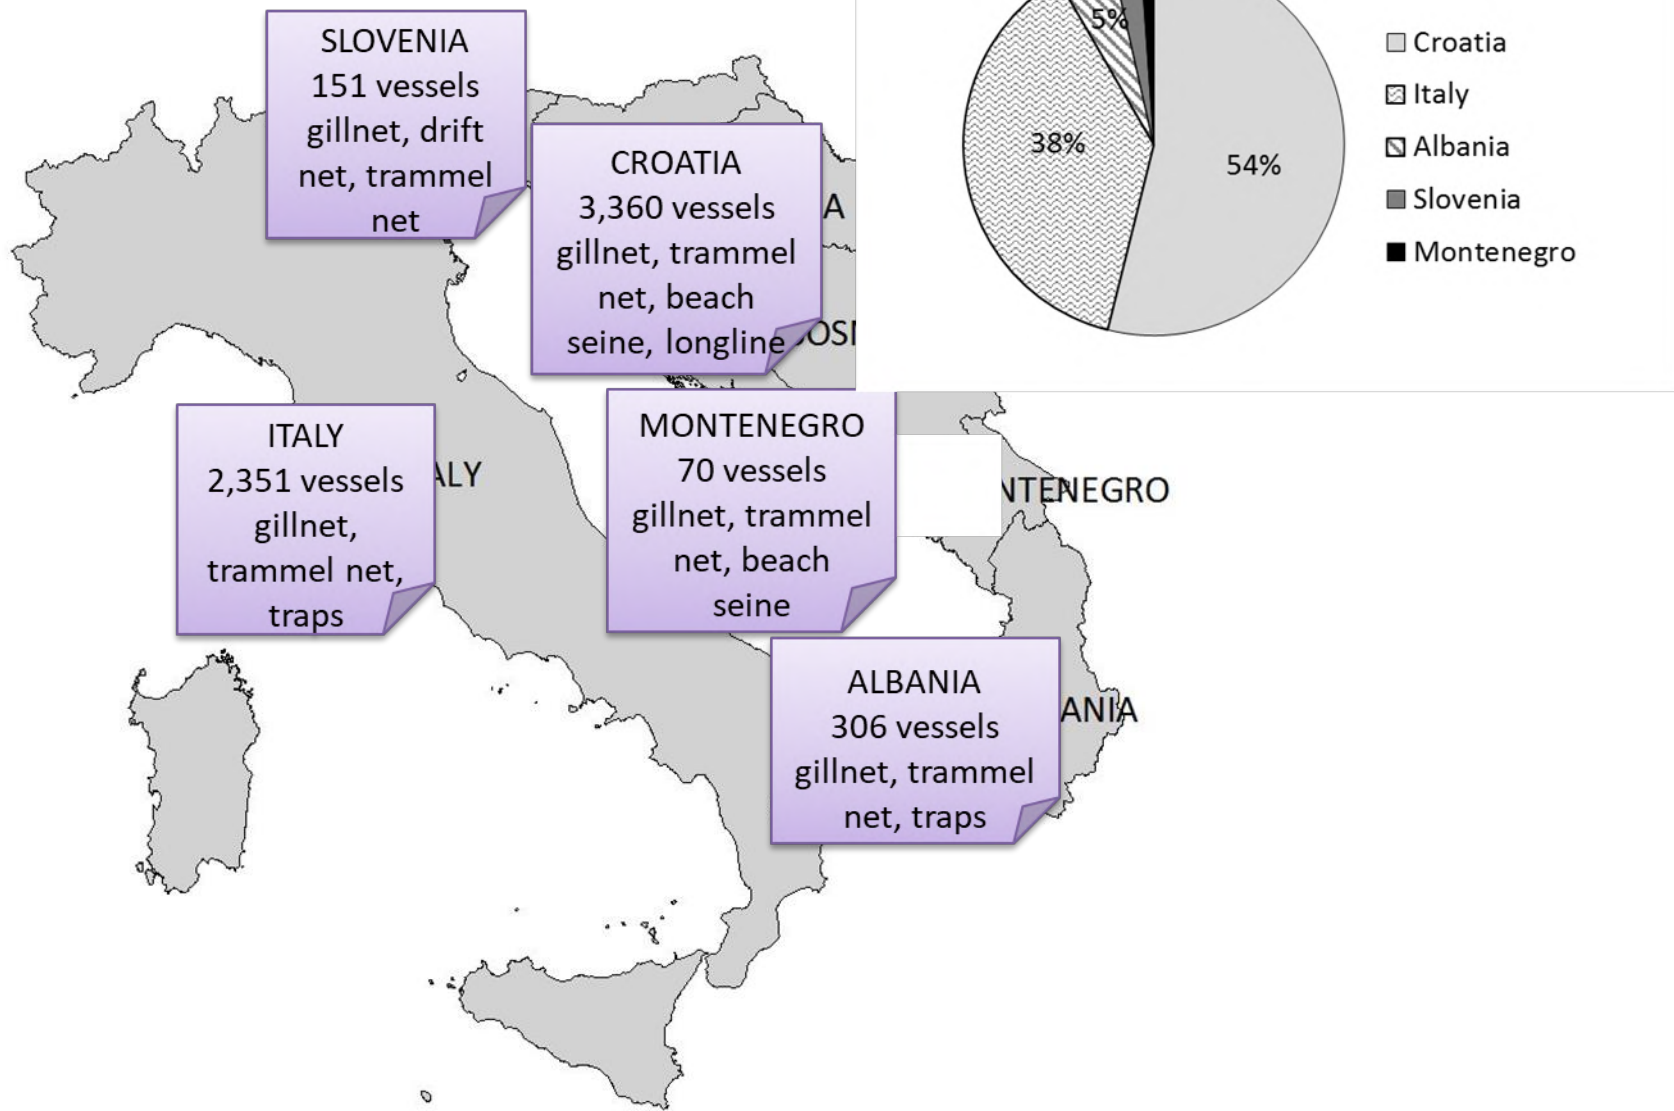 SLOVENIA
151 vessels
gillnet, drift
net, trammel
net
CROATIA
3,360 vessels
gillnet, trammel
net, beach
seine, longline
A
OSI
ITALY
2,351 vessels
gillnet,
trammel net,
traps
ALY
MONTENEGRO
70 vessels
gillnet, trammel
net, beach
seine
NTENEGRO
ALBANIA
306 vessels
gillnet, trammel
net, traps
ANIA
5%
38%
54%
Croatia
Italy
Albania
Slovenia
Montenegro